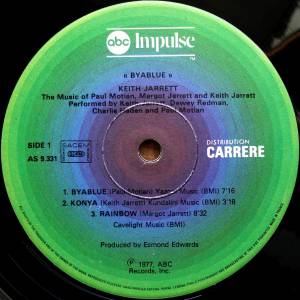 abc Impulse
TM
« BYABLUE »
KEITH JARRETT
The Music of Paul Motian, Margot Jarrett and Keith Jarrett
Performed by Keith Jarrett, Dewey Redman,
Charlie Haden and Paul Motian
SIDE 1
AS 9.331
SACEM
DISTRIBUTION
CARRERE
1. BYABLUE (Paul Motian) Yazgo Music (BMI) 7'16
2. KONYA (Keith Jarrett) Kundalini Music (BMI) 3'18
3. RAINBOW (Margot Jarrett) 8'32
Cavelight Music (BMI)
Produced by Esmond Edwards
℗ 1977, ABC
Records, Inc.